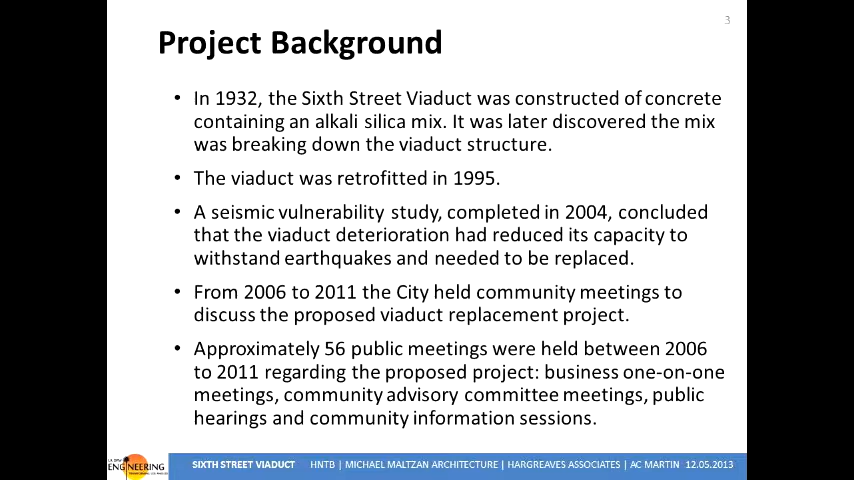 3
Project Background
• In 1932, the Sixth Street Viaduct was constructed of concrete
containing an alkali silica mix. It was later discovered the mix
was breaking down the viaduct structure.
• The viaduct was retrofitted in 1995.
• A seismic vulnerability study, completed in 2004, concluded
that the viaduct deterioration had reduced its capacity to
withstand earthquakes and needed to be replaced.
• From 2006 to 2011 the City held community meetings to
discuss the proposed viaduct replacement project.
• Approximately 56 public meetings were held between 2006
to 2011 regarding the proposed project: business one-on-one
meetings, community advisory committee meetings, public
hearings and community information sessions.
ENGINEERING
SIXTH STREET VIADUCT HNTB | MICHAEL MALTZAN ARCHITECTURE | HARGREAVES ASSOCIATES | AC MARTIN 12.05.2013